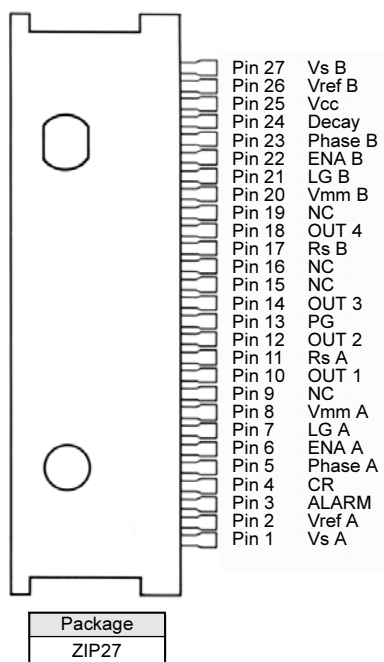 Pin 27 Vs B
Pin 26 Vref B
Pin 25 Vcc
Pin 24 Decay
Pin 23 Phase B
Pin 22 ENA B
Pin 21 LG B
Pin 20 Vmm B
Pin 19 NC
Pin 18 OUT 4
Pin 17 Rs B
Pin 16 NC
Pin 15 NC
Pin 14 OUT 3
Pin 13 PG
Pin 12 OUT 2
Pin 11 Rs A
Pin 10 OUT 1
Pin 9 NC
Pin 8 Vmm A
Pin 7 LG A
Pin 6 ENA A
Pin 5 Phase A
Pin 4 CR
Pin 3 ALARM
Pin 2 Vref A
Pin 1 Vs A
Package
ZIP27